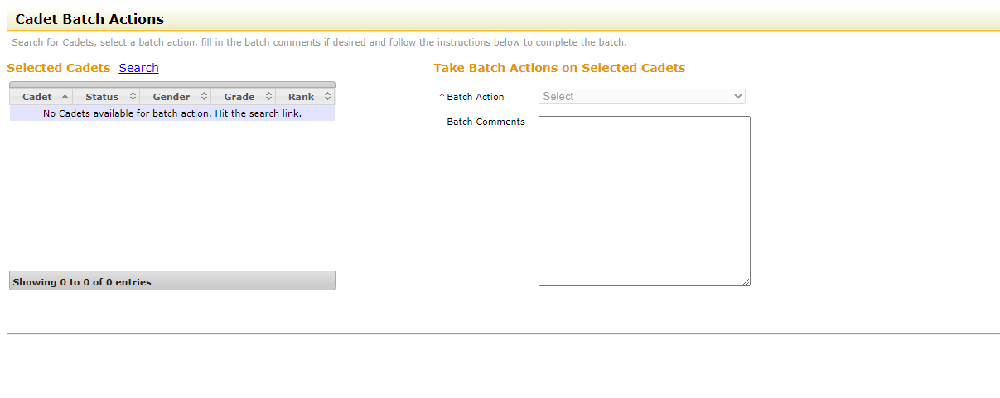 Cadet Batch Actions
Search for Cadets, select a batch action, fill in the batch comments if desired and follow the instructions below to complete the batch.
Selected Cadets Search
Cadet Status Gender Grade Rank
No Cadets available for batch action. Hit the search link.
Showing 0 to 0 of 0 entries
Take Batch Actions on Selected Cadets
* Batch Action Select
Batch Comments